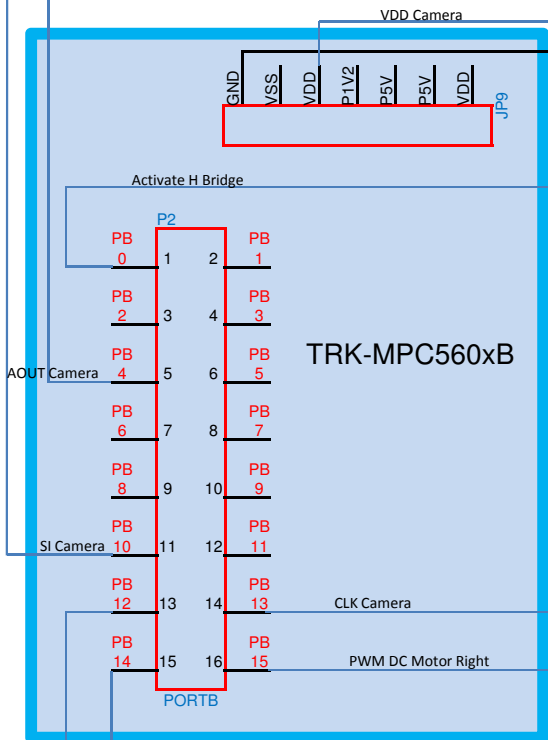 VDD Camera
GND VSS VDD P1V2 P5V P5V VDD
JP9
Activate H Bridge
P2
PB PB
0 1 2 1
PB PB
2 3 4 3
PB PB
AOUT Camera 4 5 6 5
TRK-MPC560xB
PB PB
6 7 8 7
PB PB
8 9 10 9
PB PB
SI Camera 10 11 12 11
PB PB
12 13 14 13 CLK Camera
PB PB
14 15 16 15 PWM DC Motor Right
PORTB